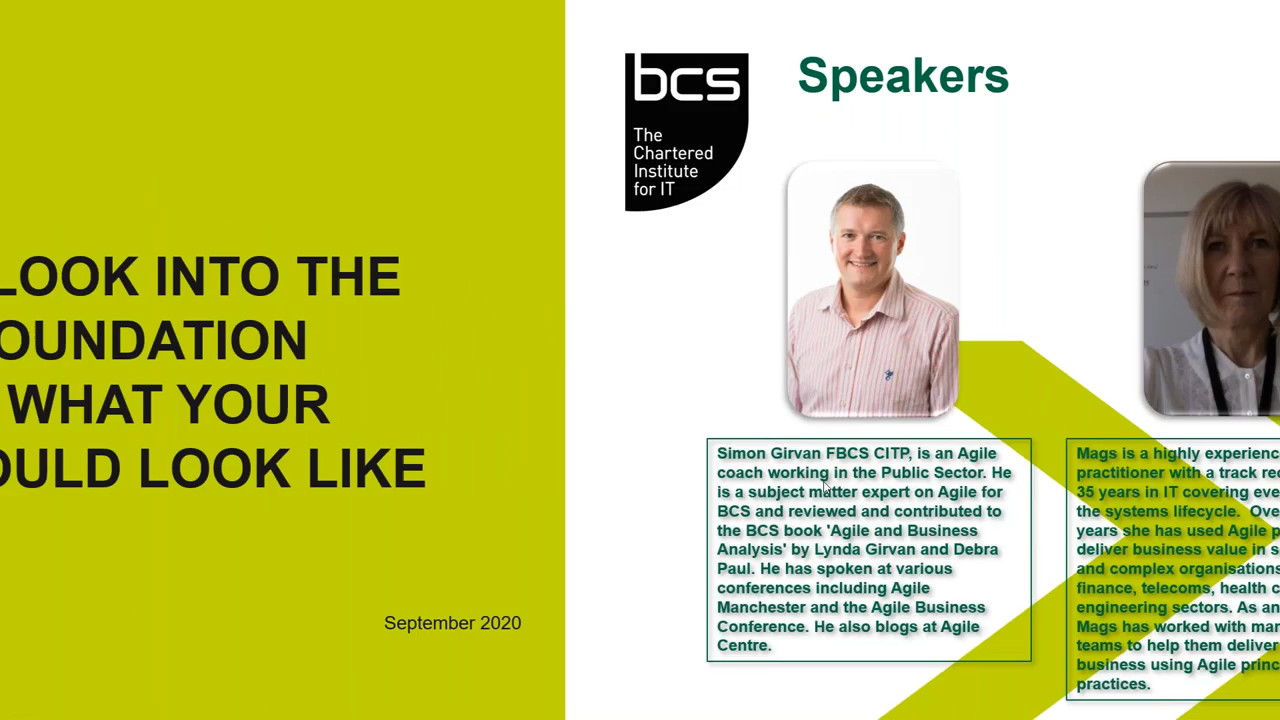 LOOK INTO THE
OUNDATION
WHAT YOUR
OULD LOOK LIKE
September 2020
bcs
The
Chartered
Institute
for IT
Speakers
Simon Girvan FBCS CITP, is an Agile
coach working in the Public Sector. He
is a subject matter expert on Agile for
BCS and reviewed and contributed to
the BCS book 'Agile and Business
Analysis' by Lynda Girvan and Debra
Paul. He has spoken at various
conferences including Agile
Manchester and the Agile Business
Conference. He also blogs at Agile
Centre.
Mags is a highly experienc
practitioner with a track rec
35 years in IT covering eve
the systems lifecycle. Ove
years she has used Agile p
deliver business value in s
and complex organisations
finance, telecoms, health c
engineering sectors. As an
Mags has worked with mar
teams to help them deliver
business using Agile princ
practices.